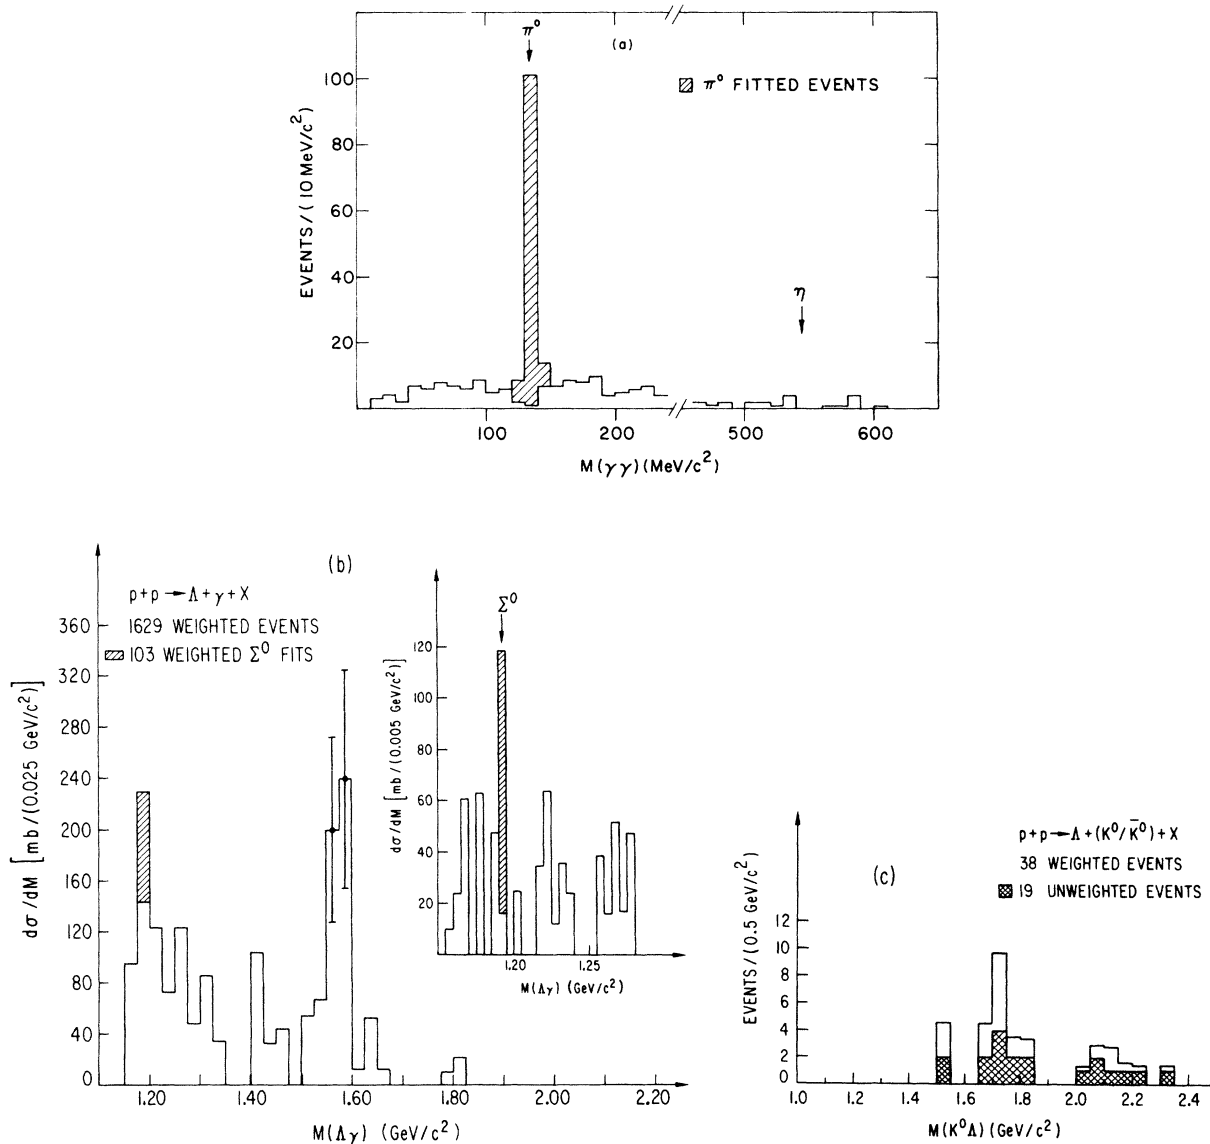 π⁰
(a)
π⁰ FITTED EVENTS
EVENTS/(10 MeV/c²)
100
80
60
40
20
η
100 200 500 600
M(γγ)(MeV/c²)
(b)
p+p→Λ+γ+X
1629 WEIGHTED EVENTS
103 WEIGHTED Σ⁰ FITS
dσ/dM [mb/(0.025 GeV/c²)]
360
320
280
240
200
160
120
80
40
0
1.20 1.40 1.60 1.80 2.00 2.20
M(Λγ) (GeV/c²)
Σ⁰
dσ/dM [mb/(0.005 GeV/c²)]
120
100
80
60
40
20
1.20 1.25
M(Λγ) (GeV/c²)
(c)
p+p→Λ+(K⁰/K̅⁰)+X
38 WEIGHTED EVENTS
19 UNWEIGHTED EVENTS
EVENTS/(0.5 GeV/c²)
12
10
8
6
4
2
0
1.0 1.2 1.4 1.6 1.8 2.0 2.2 2.4
M(K⁰Λ)(GeV/c²)